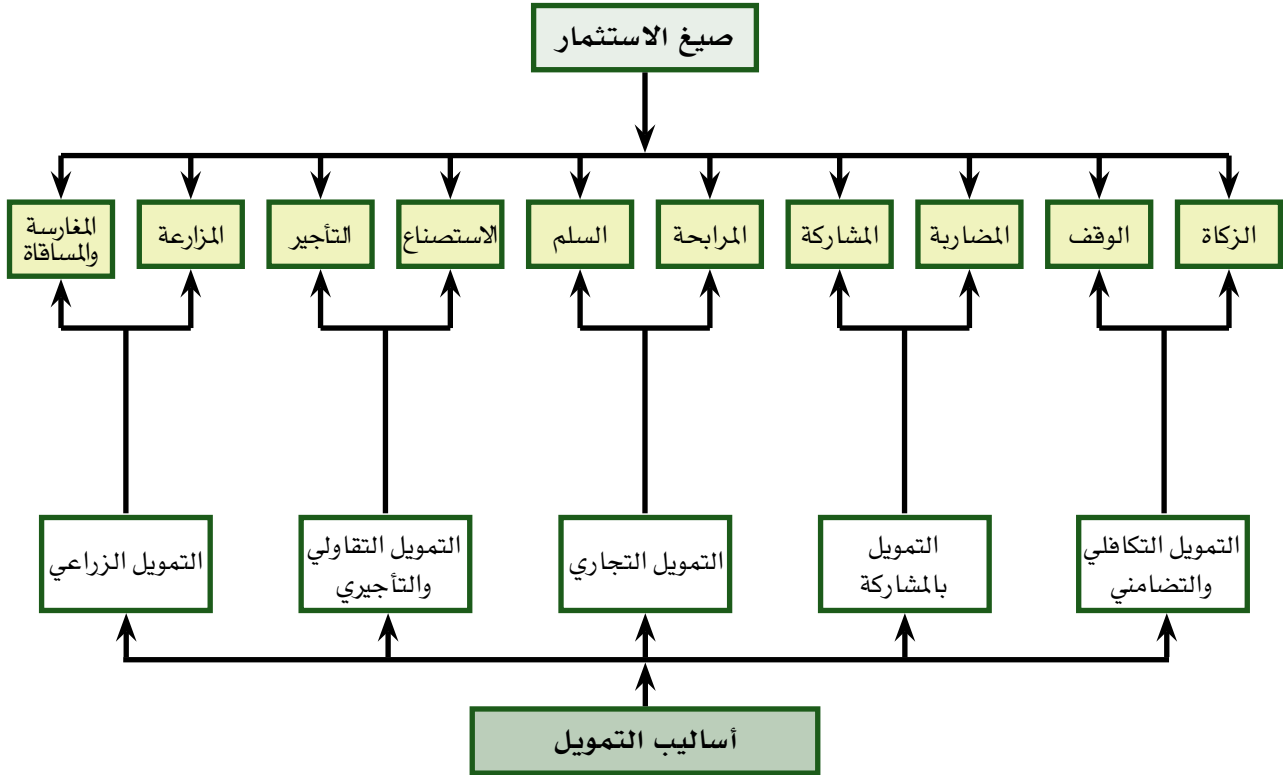 صيغ الاستثمار
الزكاة
الوقف
المضاربة
المشاركة
المرابحة
السلم
الاستصناع
التأجير
المزارعة
المغارسة
والمساقاة
التمويل التكافلي
والتضامني
التمويل
بالمشاركة
التمويل التجاري
التمويل التقاولي
والتأجيري
التمويل الزراعي
أساليب التمويل